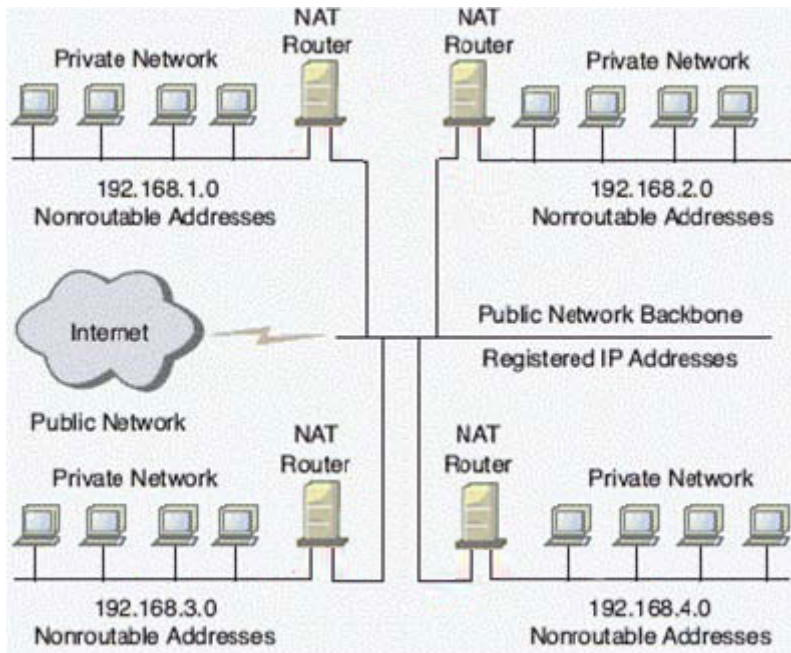 NAT
Router
NAT
Router
Private Network
Private Network
192.168.1.0
Nonroutable Addresses
192.168.2.0
Nonroutable Addresses
Internet
Public Network Backbone
Registered IP Addresses
Public Network
NAT
Router
NAT
Router
Private Network
Private Network
192.168.3.0
Nonroutable Addresses
192.168.4.0
Nonroutable Addresses